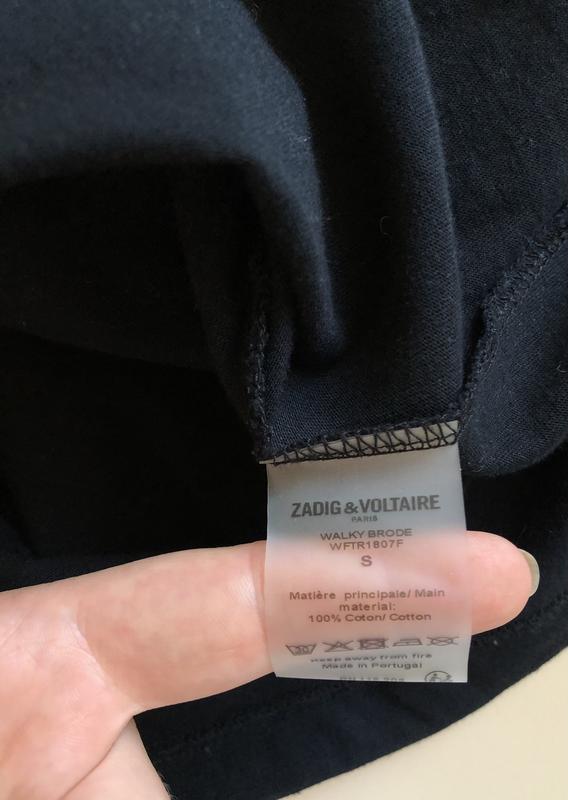 ZADIG & VOLTAIRE
PARIS
WALKY BRODE
WFTR1807F
S
Matière principale/ Main
material:
100% Coton/ Cotton
30
Keep away from fire
Made in Portugal